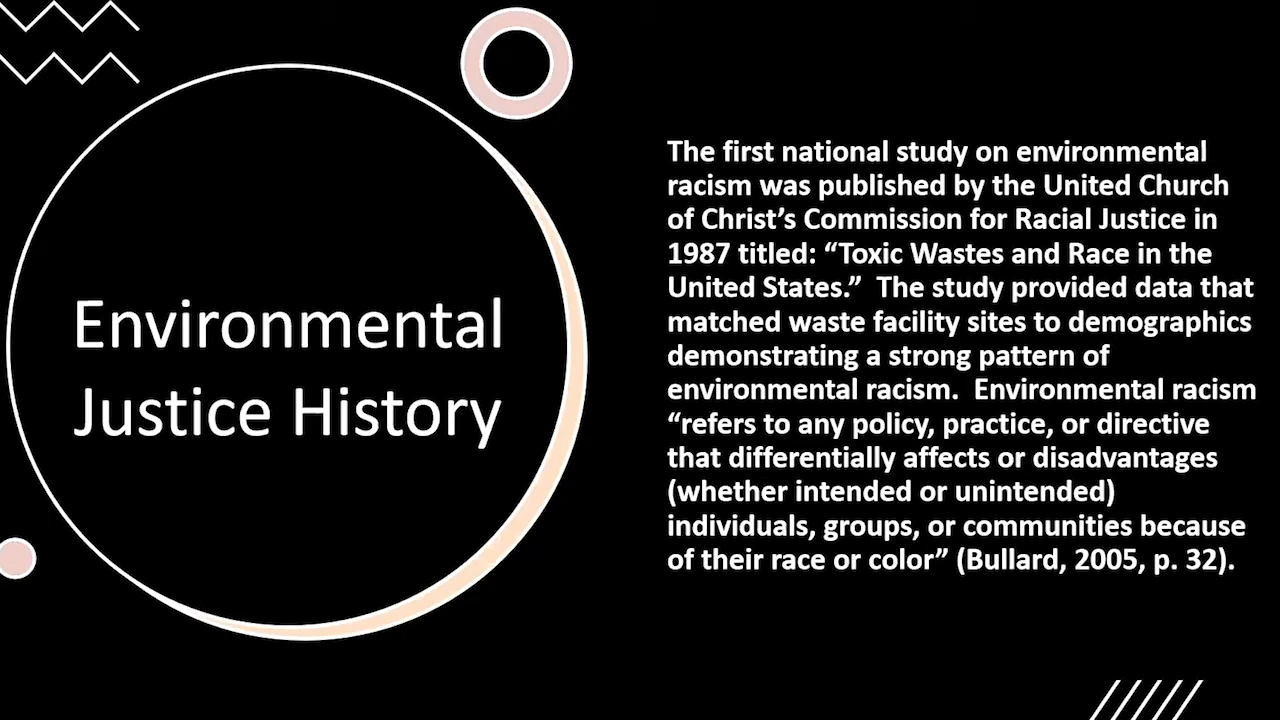 Environmental
Justice History
The first national study on environmental
racism was published by the United Church
of Christ’s Commission for Racial Justice in
1987 titled: “Toxic Wastes and Race in the
United States.”  The study provided data that
matched waste facility sites to demographics
demonstrating a strong pattern of
environmental racism.  Environmental racism
“refers to any policy, practice, or directive
that differentially affects or disadvantages
(whether intended or unintended)
individuals, groups, or communities because
of their race or color” (Bullard, 2005, p. 32).